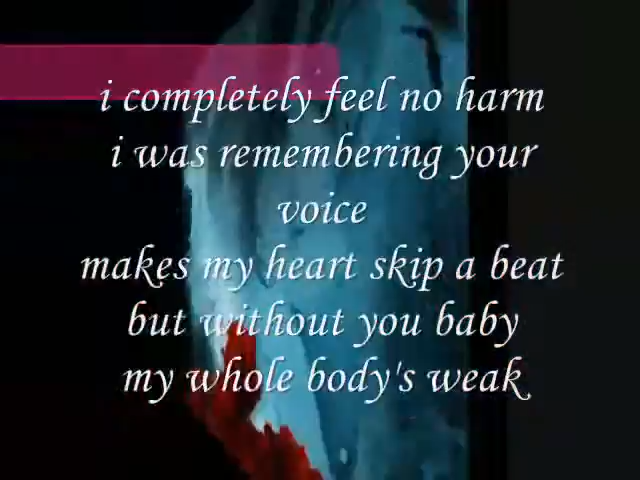 i completely feel no harm
i was remembering your
voice
makes my heart skip a beat
but without you baby
my whole body's weak